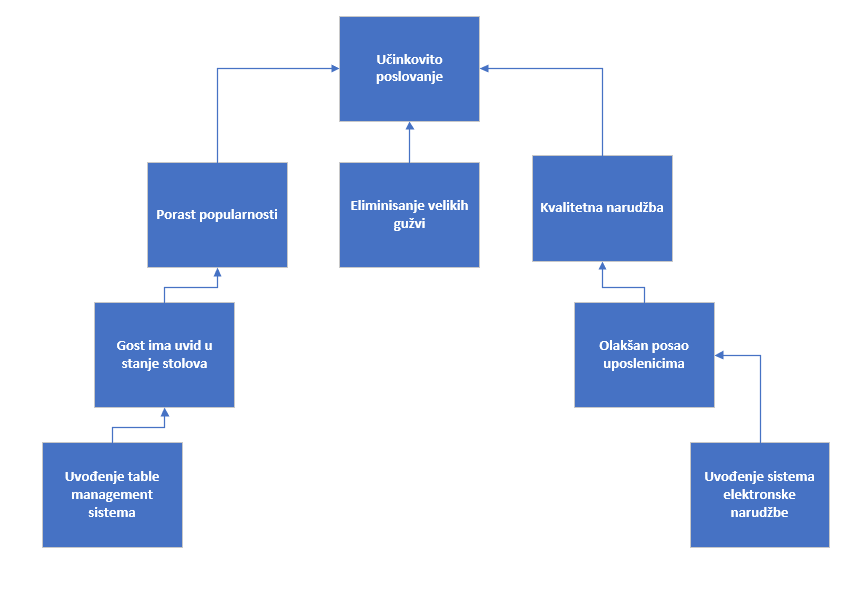 Učinkovito
poslovanje
Porast popularnosti
Eliminisanje velikih
gužvi
Kvalitetna narudžba
Gost ima uvid u
stanje stolova
Olakšan posao
uposlenicima
Uvođenje table
management
sistema
Uvođenje sistema
elektronske
narudžbe